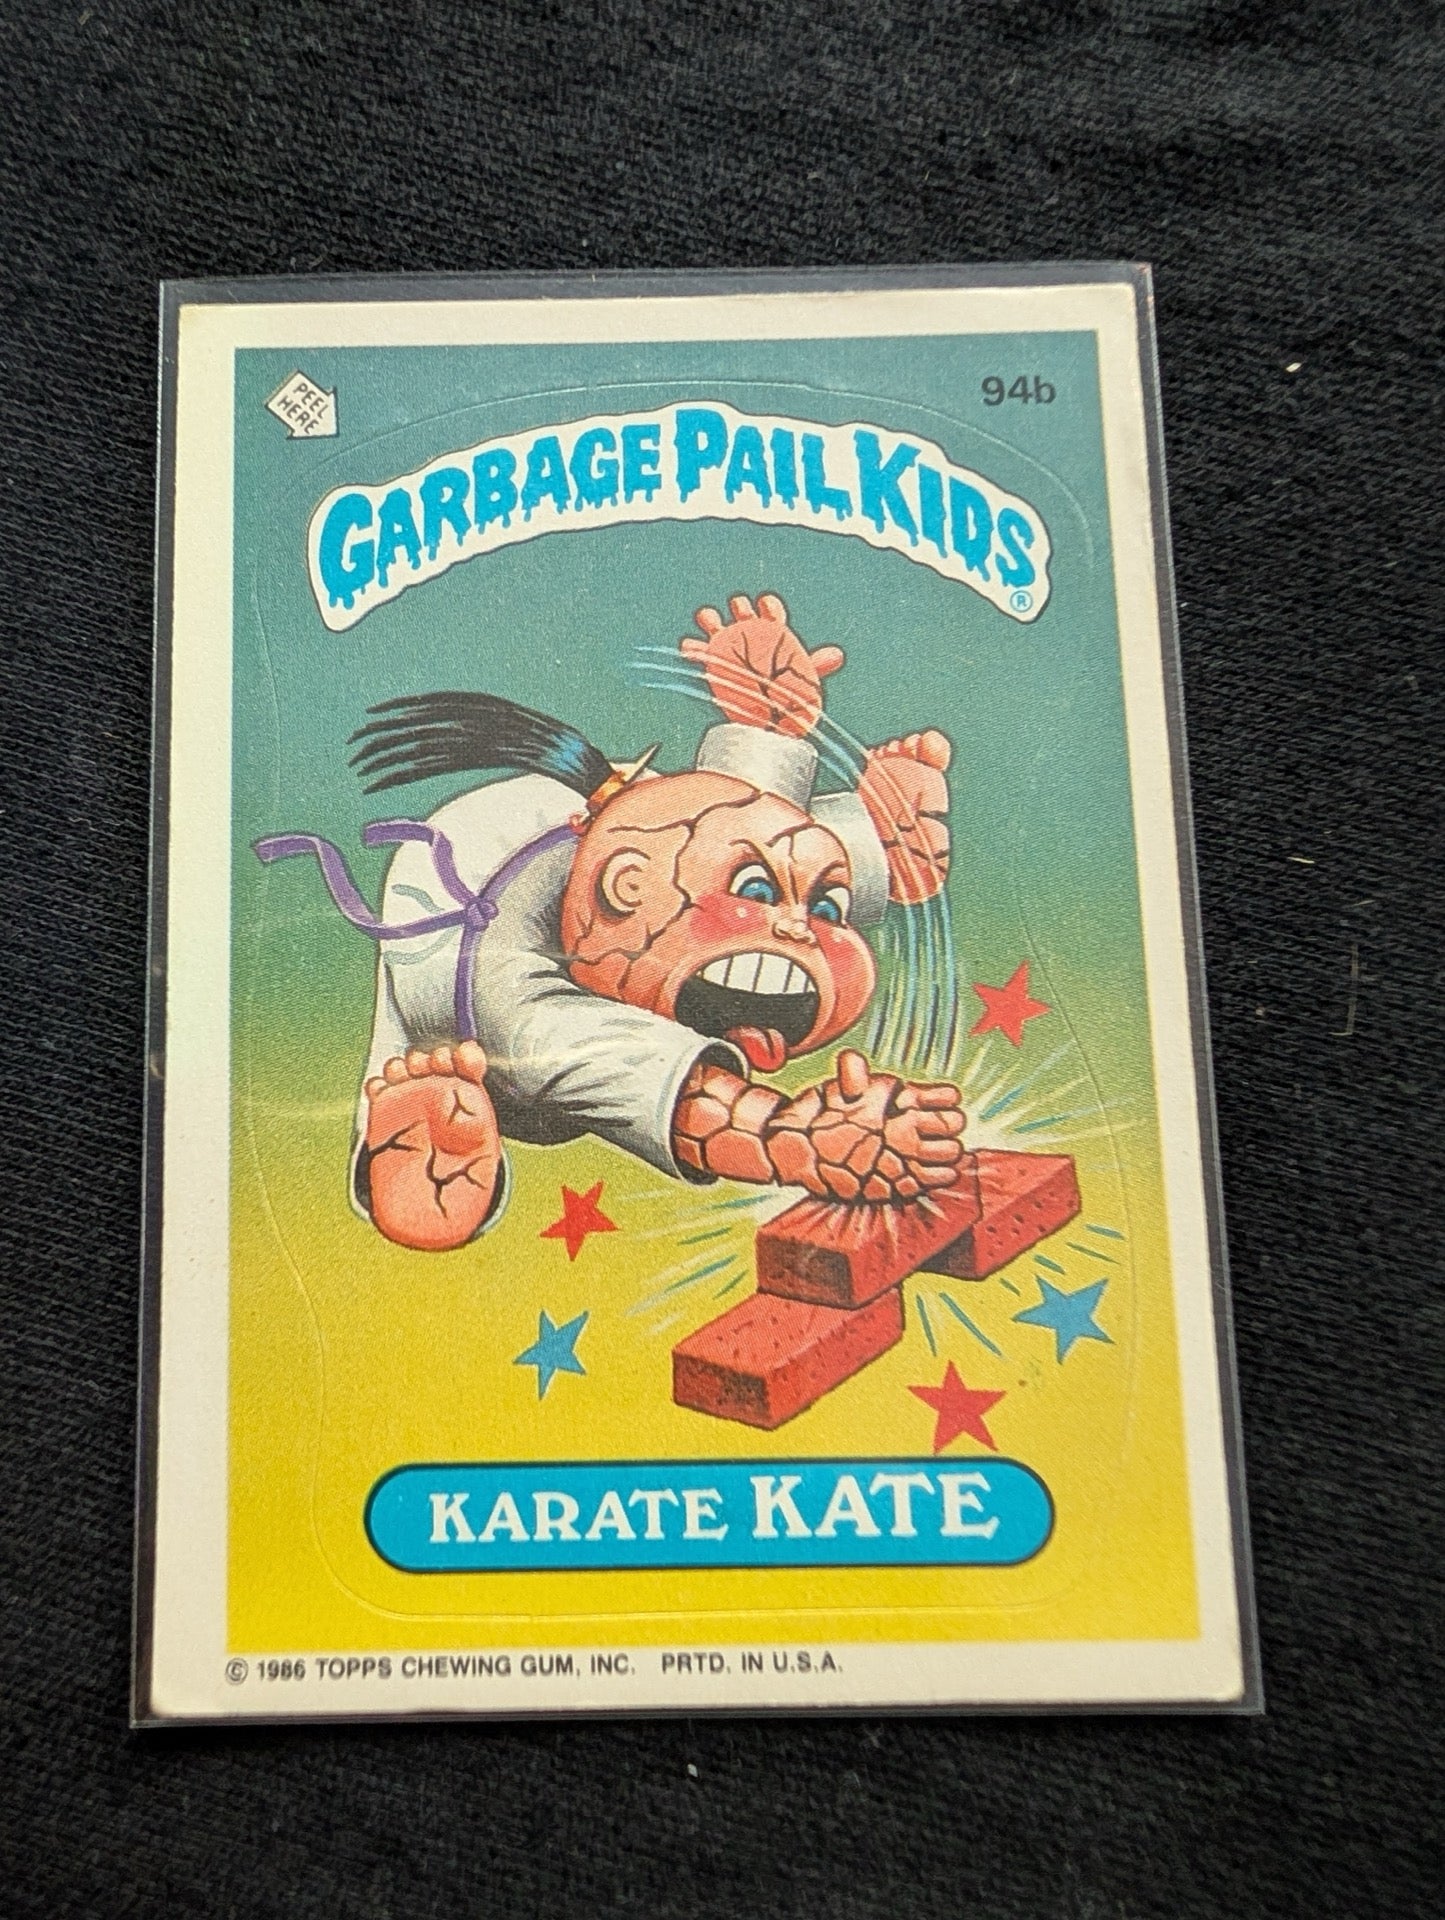 PEEL
HERE
94b
GARBAGE PAIL KIDS
®
KARATE KATE
© 1986 TOPPS CHEWING GUM, INC. PRTD. IN U.S.A.